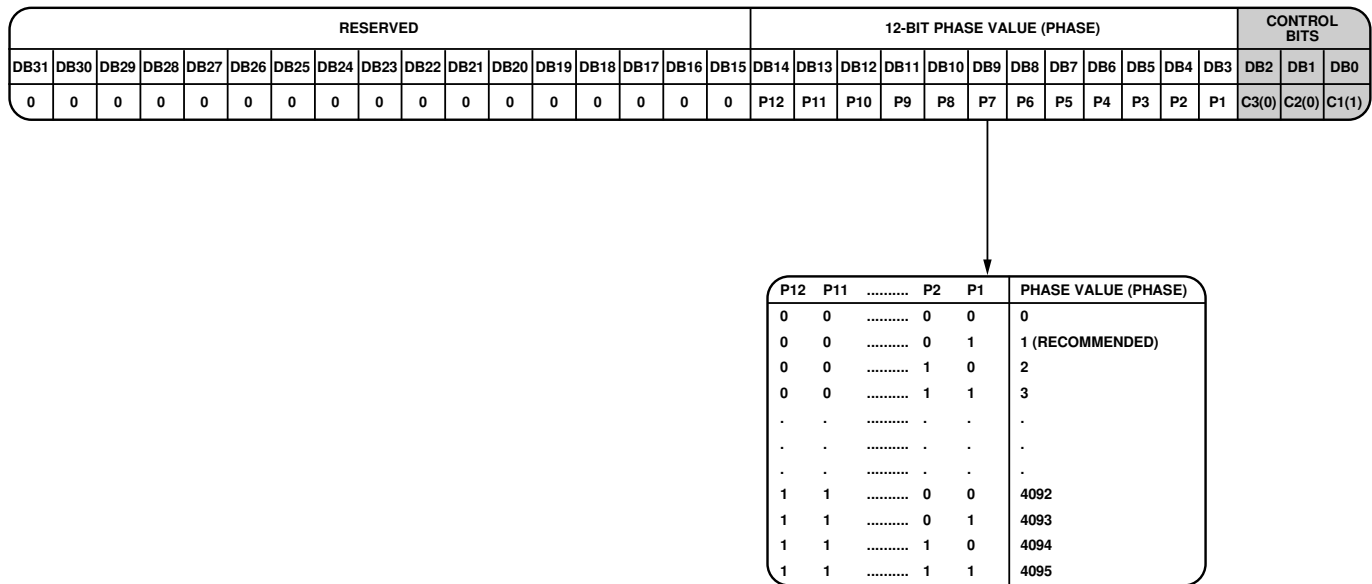 RESERVED 12-BIT PHASE VALUE (PHASE) CONTROL BITS
DB31 DB30 DB29 DB28 DB27 DB26 DB25 DB24 DB23 DB22 DB21 DB20 DB19 DB18 DB17 DB16 DB15 DB14 DB13 DB12 DB11 DB10 DB9 DB8 DB7 DB6 DB5 DB4 DB3 DB2 DB1 DB0
0 0 0 0 0 0 0 0 0 0 0 0 0 0 0 0 0 P12 P11 P10 P9 P8 P7 P6 P5 P4 P3 P2 P1 C3(0) C2(0) C1(1)
P12 P11 .......... P2 P1 PHASE VALUE (PHASE)
0 0 .......... 0 0 0
0 0 .......... 0 1 1 (RECOMMENDED)
0 0 .......... 1 0 2
0 0 .......... 1 1 3
. . .......... . . .
. . .......... . . .
. . .......... . . .
1 1 .......... 0 0 4092
1 1 .......... 0 1 4093
1 1 .......... 1 0 4094
1 1 .......... 1 1 4095